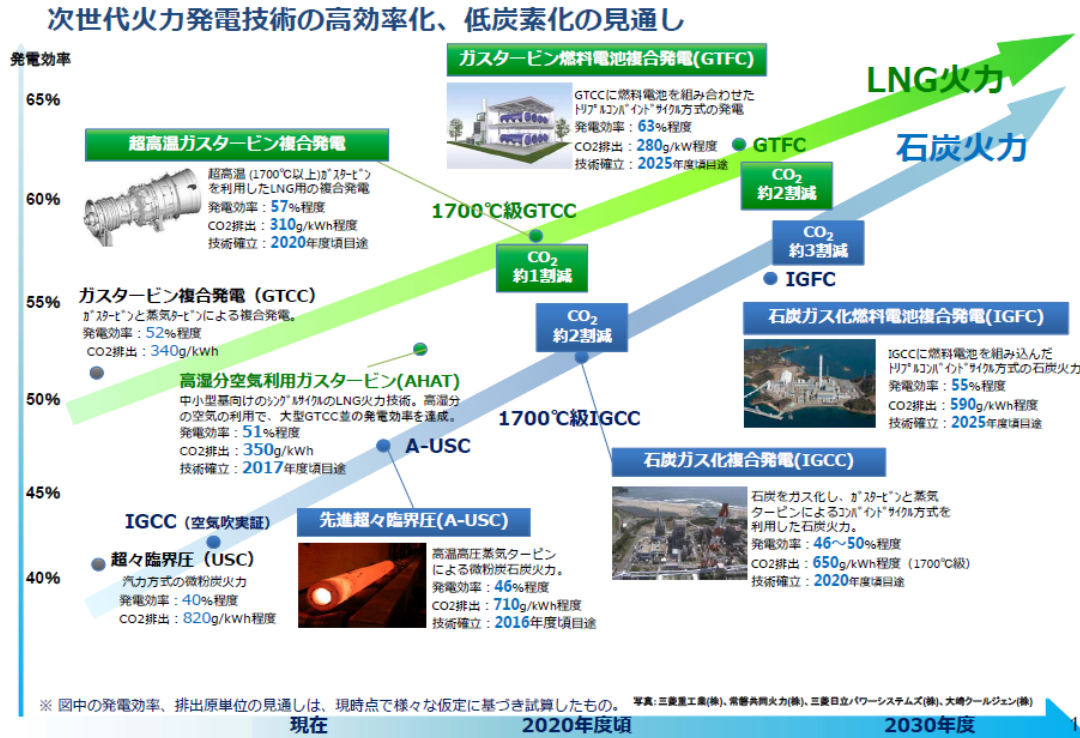 次世代火力発電技術の高効率化、低炭素化の見通し
発電効率
65%
60%
55%
50%
45%
40%
ガスタービン燃料電池複合発電(GTFC)
GTCCに燃料電池を組み合わせた
ﾄﾘﾌﾟﾙｺﾝﾊﾞｲﾝﾄﾞｻｲｸﾙ方式の発電
発電効率：63%程度
CO2排出：280g/kW程度
技術確立：2025年度頃目途
LNG火力
石炭火力
GTFC
CO2
約2割減
超高温ガスタービン複合発電
超高温 (1700℃以上)ｶﾞｽﾀｰﾋﾞﾝ
を利用したLNG用の複合発電
発電効率：57%程度
CO2排出：310g/kWh程度
技術確立：2020年度頃目途
1700℃級GTCC
CO2
約1割減
CO2
約3割減
IGFC
ガスタービン複合発電（GTCC）
ｶﾞｽﾀｰﾋﾞﾝと蒸気ﾀｰﾋﾞﾝによる複合発電。
発電効率：52%程度
CO2排出：340g/kwh
CO2
約2割減
石炭ガス化燃料電池複合発電(IGFC)
IGCCに燃料電池を組み込んだ
ﾄﾘﾌﾟﾙｺﾝﾊﾞｲﾝﾄﾞｻｲｸﾙ方式の石炭火力
発電効率：55%程度
CO2排出：590g/kWh程度
技術確立：2025年度頃目途
高湿分空気利用ガスタービン(AHAT)
中小型基向けのｼﾝｸﾞﾙｻｲｸﾙのLNG火力技術。高湿分
の空気の利用で、大型GTCC並の発電効率を達成。
発電効率：51%程度
CO2排出：350g/kWh
技術確立：2017年度頃目途
1700℃級IGCC
A-USC
石炭ガス化複合発電(IGCC)
石炭をガス化し、ｶﾞｽﾀｰﾋﾞﾝと蒸気
タービンによるｺﾝﾊﾞｲﾝﾄﾞｻｲｸﾙ方式を
利用した石炭火力。
発電効率：46～50%程度
CO2排出：650g/kWh程度（1700℃級）
技術確立：2020年度頃目途
IGCC（空気吹実証）
超々臨界圧（USC）
汽力方式の微粉炭火力
発電効率：40%程度
CO2排出：820g/kWh程度
先進超々臨界圧(A-USC)
高温高圧蒸気タービン
による微粉炭石炭火力。
発電効率：46%程度
CO2排出：710g/kWh程度
技術確立：2016年度頃目途
※ 図中の発電効率、排出原単位の見通しは、現時点で様々な仮定に基づき試算したもの。
写真：三菱重工業(株)、常磐共同火力(株)、三菱日立パワーシステムズ(株)、大崎クールジェン(株)
現在
2020年度頃
2030年度
1